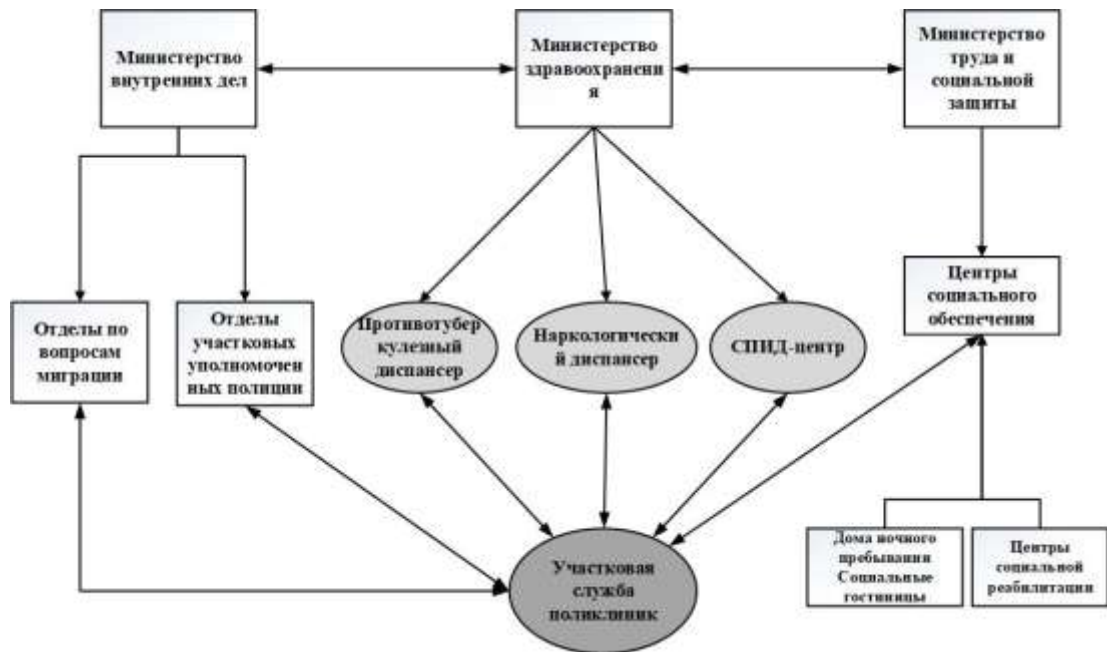 Министерство
внутренних дел
Министерство
здравоохранени
я
Министерство
труда и
социальной
защиты
Отделы по
вопросам
миграции
Отделы
участковых
уполномочен
ных полиции
Противотубер
кулезный
диспансер
Наркологически
й диспансер
СПИД-центр
Центры
социального
обеспечения
Участковая
служба
поликлиник
Дома ночного
пребывания
Социальные
гостиницы
Центры
социальной
реабилитации